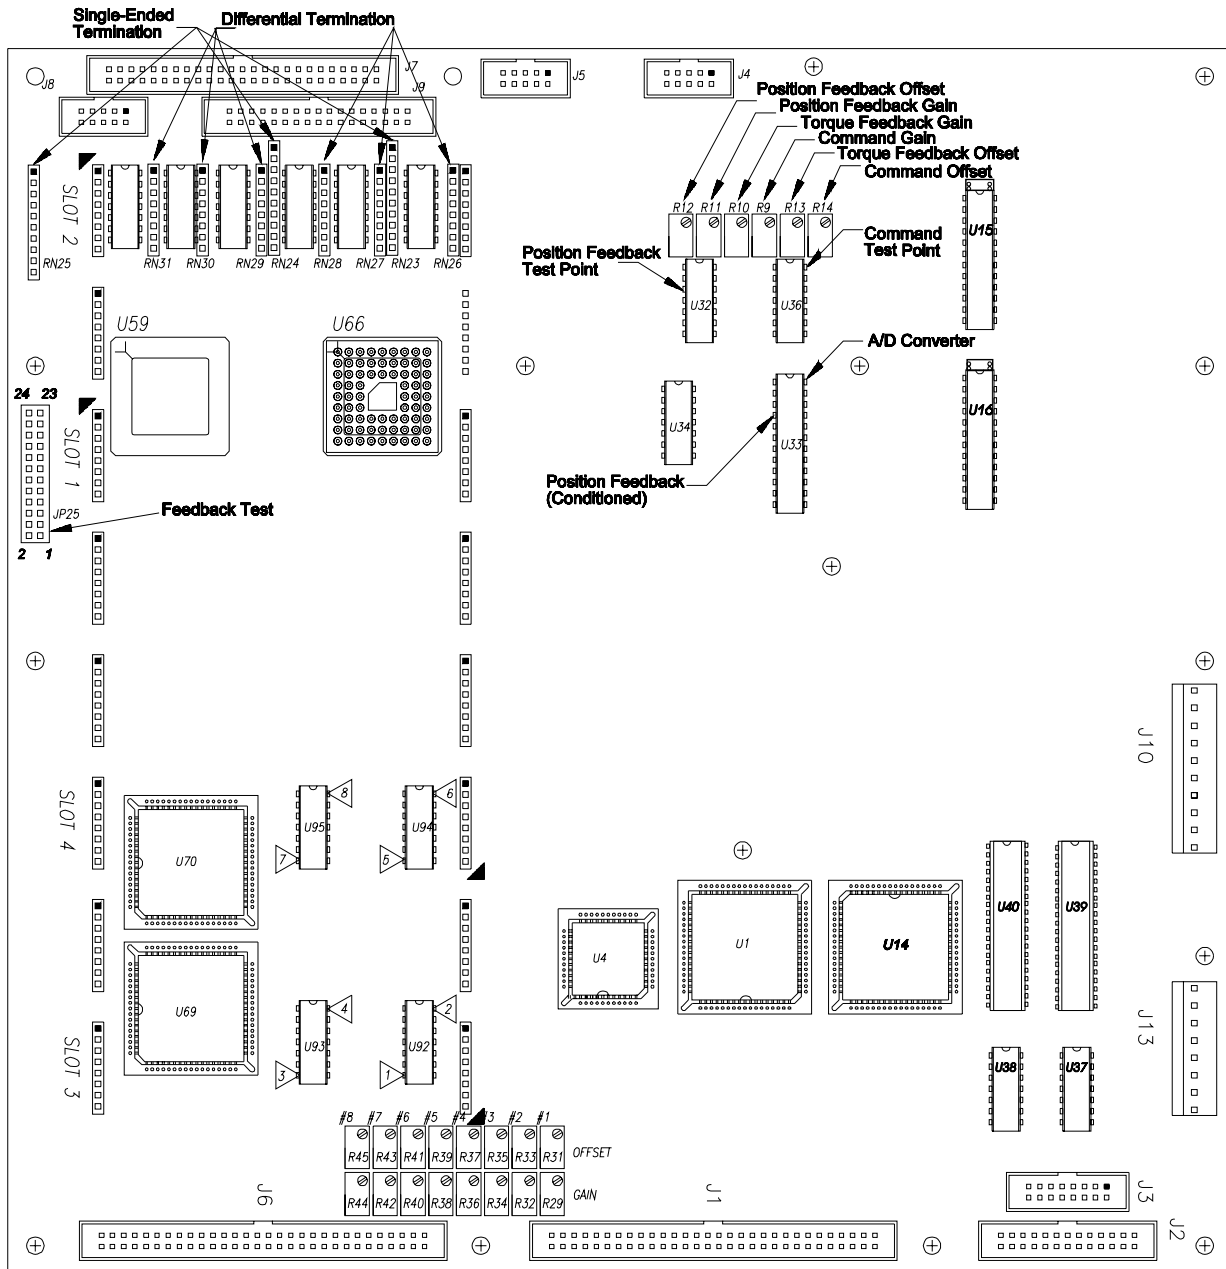 Single-Ended
Termination
Differential Termination
J7
J8
J9
J5
J4
Position Feedback Offset
Position Feedback Gain
Torque Feedback Gain
Command Gain
Torque Feedback Offset
Command Offset
SLOT 2
R12 R11 R10 R9 R13 R14
U15
RN25 RN31 RN30 RN29 RN24 RN28 RN27 RN23 RN26
Position Feedback
Test Point
Command
Test Point
U32
U36
U59
U66
A/D Converter
24 23
SLOT 1
U34
U33
U16
Position Feedback
(Conditioned)
JP25
Feedback Test
2 1
J10
SLOT 4
U95
8
7
U94
6
5
U70
U40
U39
U4
U1
U14
U69
J13
SLOT 3
U93
4
3
U92
2
1
U38
U37
#8 #7 #6 #5 #4 #3 #2 #1
R45 R43 R41 R39 R37 R35 R33 R31
OFFSET
R44 R42 R40 R38 R36 R34 R32 R29
GAIN
J6
J1
J3
J2